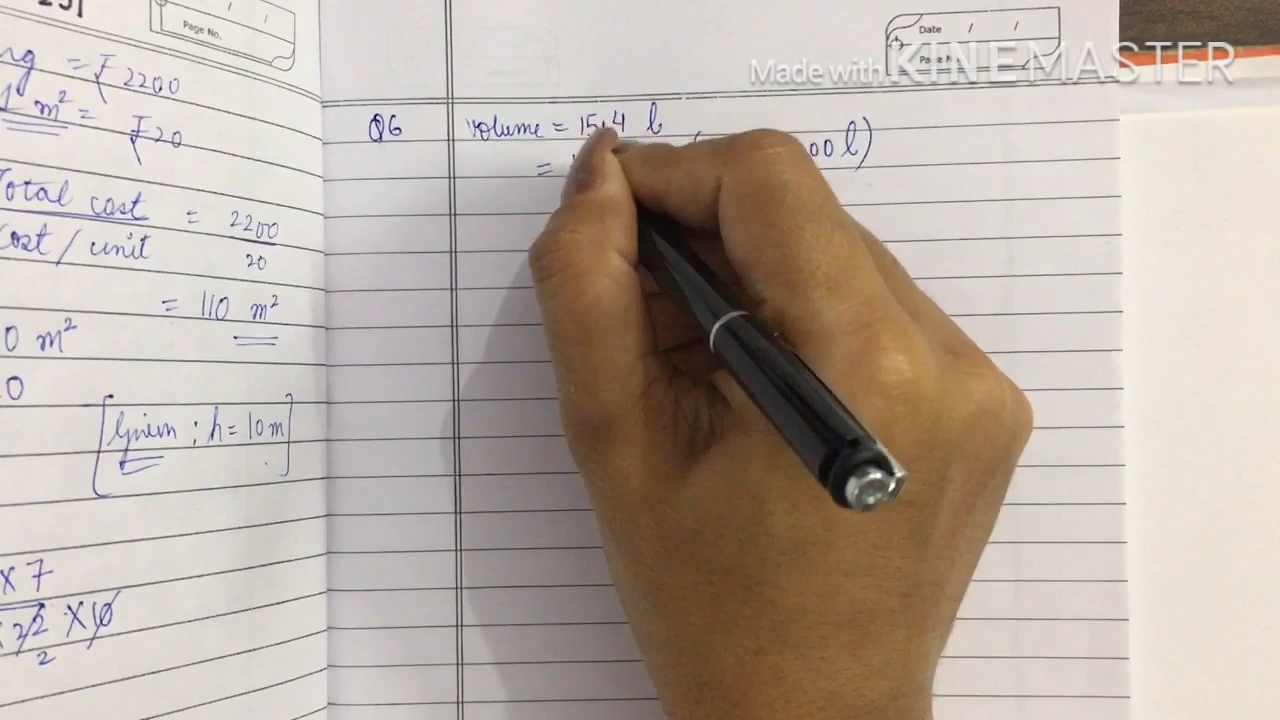 Page No.
= ₹ 2200
1 m² = ₹ 20
Total cost = 2200
Cost / unit 20
= 110 m²
0 m²
0
[Given : h = 10 m]
× 7
22 × 10
2
Date / /
Made with KINEMASTER
Q6 volume = 15.4 l
= 00 l)